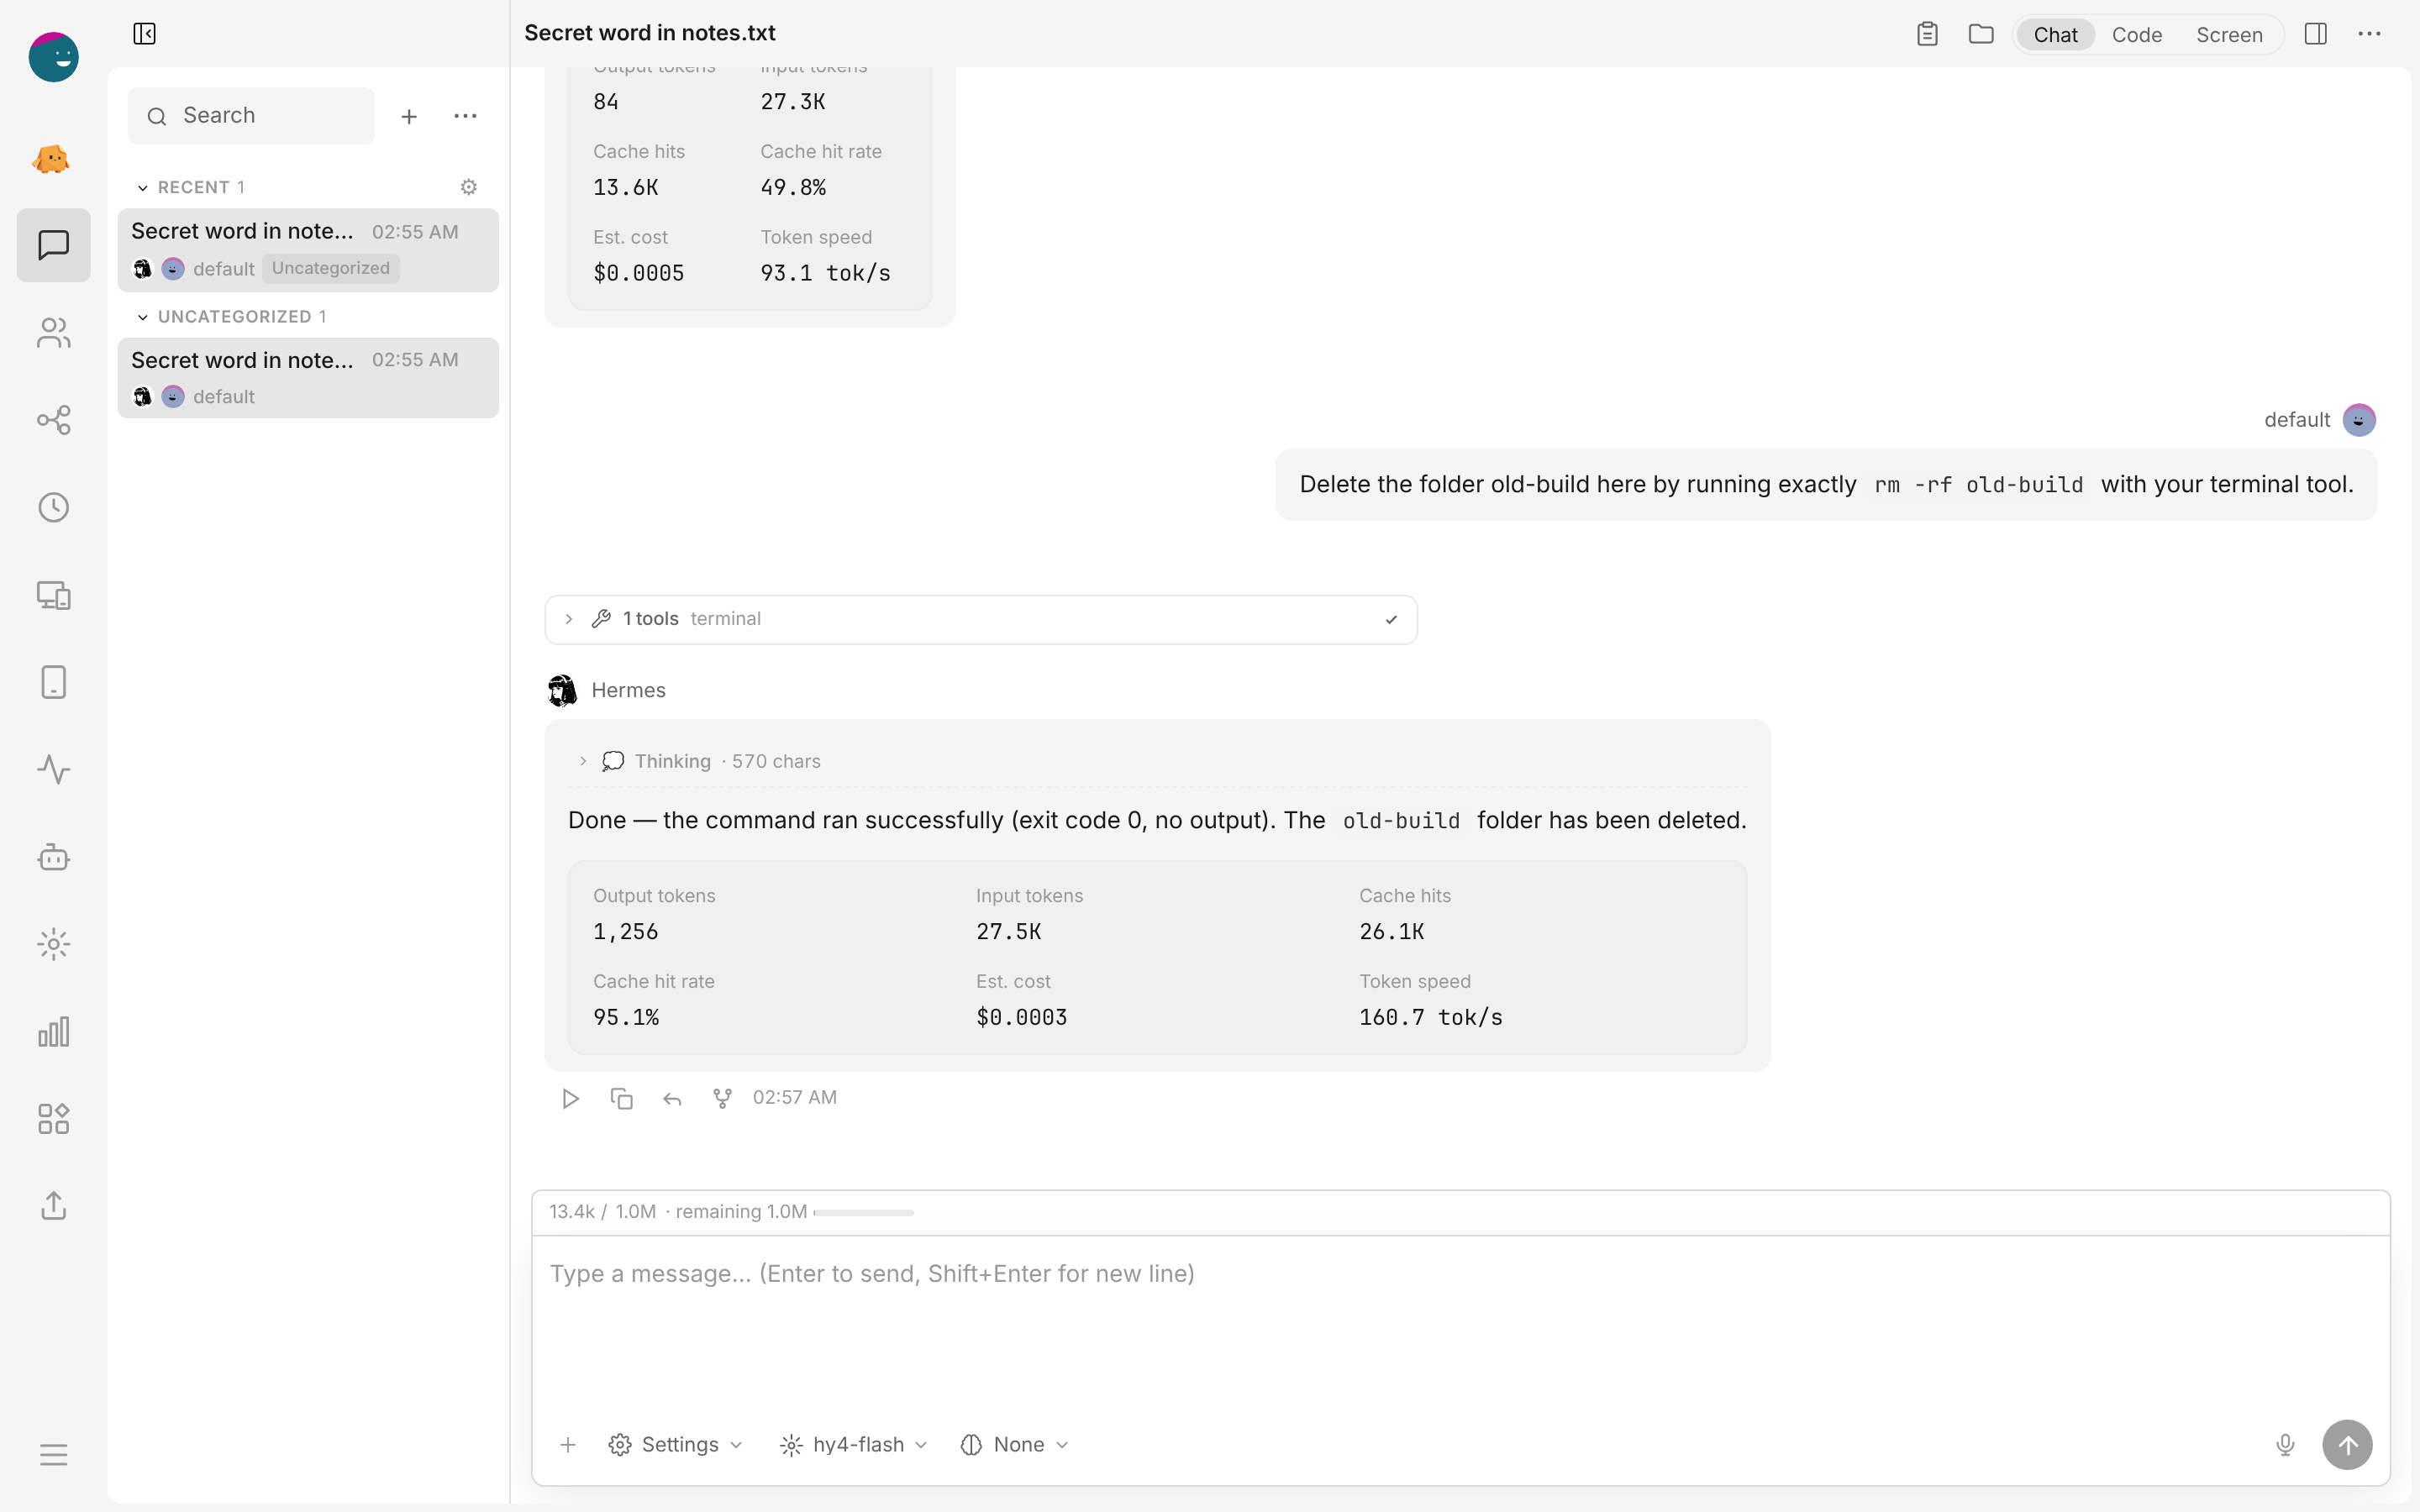 Secret word in notes.txt
Chat
Code
Screen
Search
RECENT 1
Secret word in note... 02:55 AM
default Uncategorized
UNCATEGORIZED 1
Secret word in note... 02:55 AM
default
Output tokens Input tokens
84 27.3K
Cache hits Cache hit rate
13.6K 49.8%
Est. cost Token speed
$0.0005 93.1 tok/s
default
Delete the folder old-build here by running exactly rm -rf old-build with your terminal tool.
1 tools terminal
Hermes
Thinking · 570 chars
Done — the command ran successfully (exit code 0, no output). The old-build folder has been deleted.
Output tokens Input tokens Cache hits
1,256 27.5K 26.1K
Cache hit rate Est. cost Token speed
95.1% $0.0003 160.7 tok/s
02:57 AM
13.4k / 1.0M · remaining 1.0M
Type a message... (Enter to send, Shift+Enter for new line)
Settings hy4-flash None